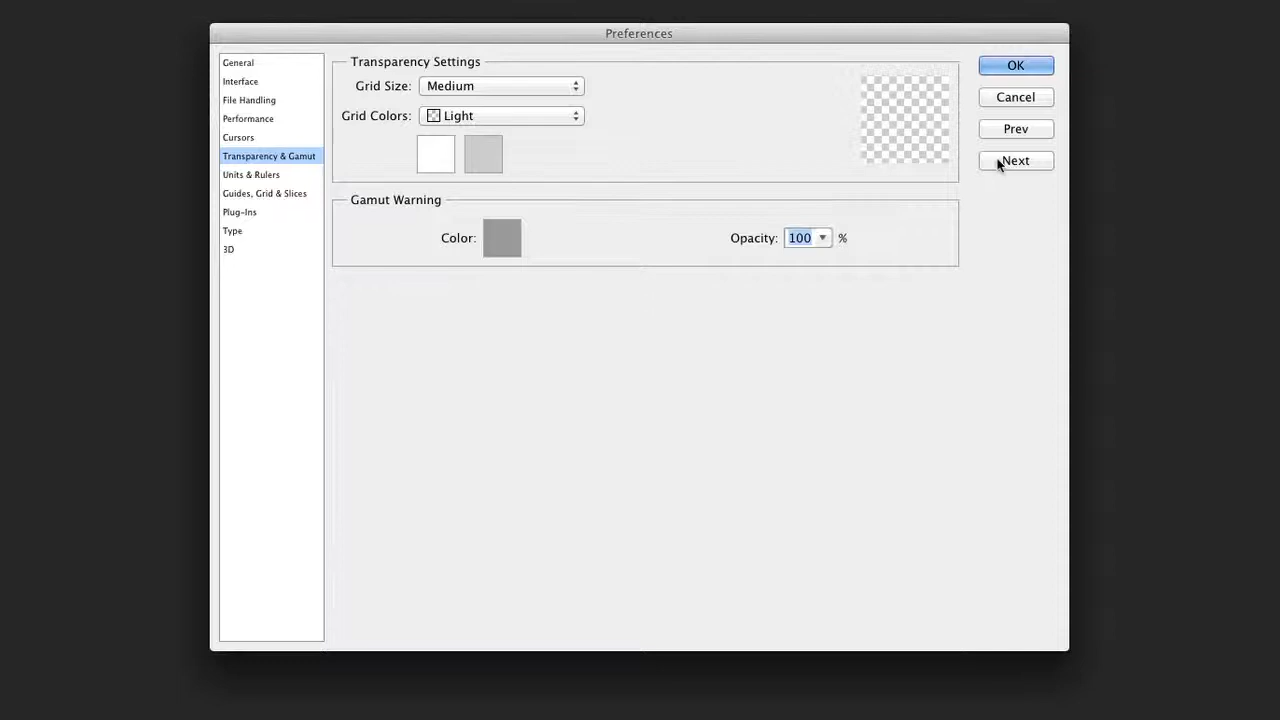 Preferences
General
Interface
File Handling
Performance
Cursors
Transparency & Gamut
Units & Rulers
Guides, Grid & Slices
Plug-Ins
Type
3D
Transparency Settings
Grid Size: Medium
Grid Colors: Light
Gamut Warning
Color:
Opacity: 100 %
OK
Cancel
Prev
Next